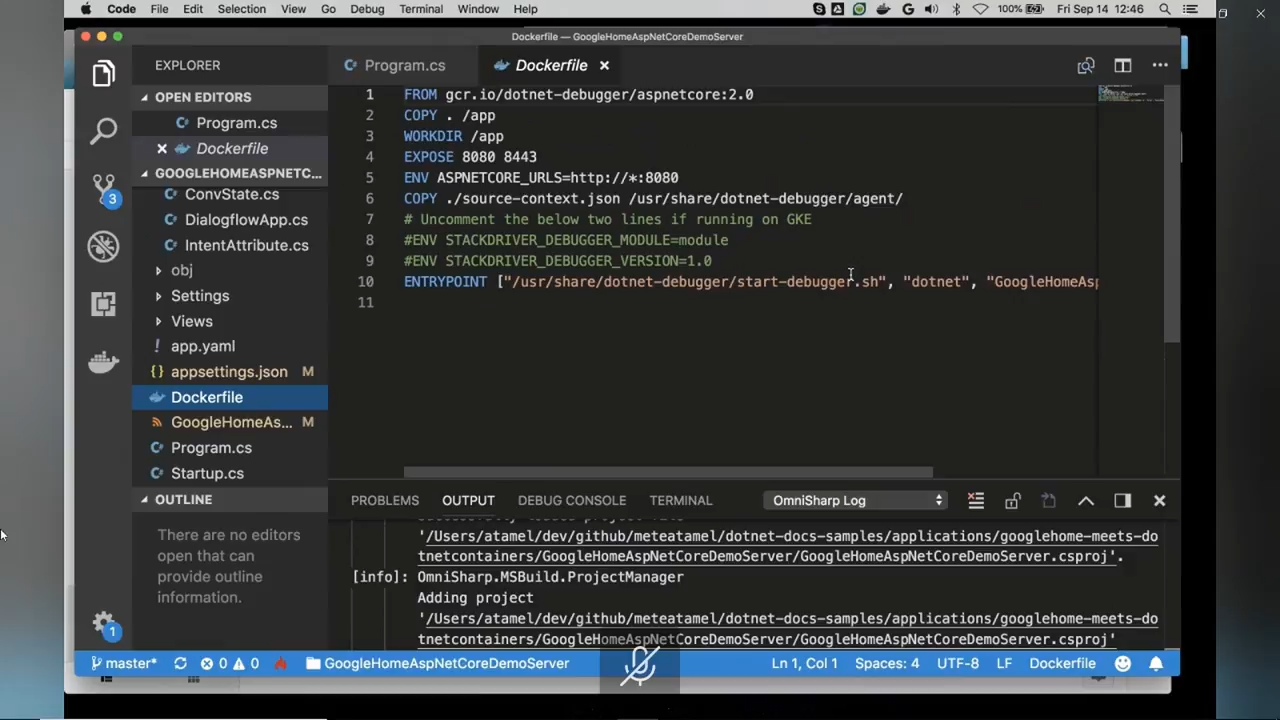 Code File Edit Selection View Go Debug Terminal Window Help 100% Fri Sep 14 12:46
Dockerfile — GoogleHomeAspNetCoreDemoServer
EXPLORER
Program.cs
Dockerfile
OPEN EDITORS
Program.cs
Dockerfile
GOOGLEHOMEASPNETC...
ConvState.cs
DialogflowApp.cs
IntentAttribute.cs
obj
Settings
Views
app.yaml
appsettings.json M
Dockerfile
GoogleHomeAs... M
Program.cs
Startup.cs
OUTLINE
There are no editors
open that can
provide outline
information.
3
1
1 FROM gcr.io/dotnet-debugger/aspnetcore:2.0
2 COPY . /app
3 WORKDIR /app
4 EXPOSE 8080 8443
5 ENV ASPNETCORE_URLS=http://*:8080
6 COPY ./source-context.json /usr/share/dotnet-debugger/agent/
7 # Uncomment the below two lines if running on GKE
8 #ENV STACKDRIVER_DEBUGGER_MODULE=module
9 #ENV STACKDRIVER_DEBUGGER_VERSION=1.0
10 ENTRYPOINT ["/usr/share/dotnet-debugger/start-debugger.sh", "dotnet", "GoogleHomeAsp
11
PROBLEMS OUTPUT DEBUG CONSOLE TERMINAL OmniSharp Log
'/Users/atamel/dev/github/meteatamel/dotnet-docs-samples/applications/googlehome-meets-do
tnetcontainers/GoogleHomeAspNetCoreDemoServer/GoogleHomeAspNetCoreDemoServer.csproj'.
[info]: OmniSharp.MSBuild.ProjectManager
Adding project
'/Users/atamel/dev/github/meteatamel/dotnet-docs-samples/applications/googlehome-meets-do
tnetcontainers/GoogleHomeAspNetCoreDemoServer/GoogleHomeAspNetCoreDemoServer.csproj'
master* 0 0 GoogleHomeAspNetCoreDemoServer Ln 1, Col 1 Spaces: 4 UTF-8 LF Dockerfile